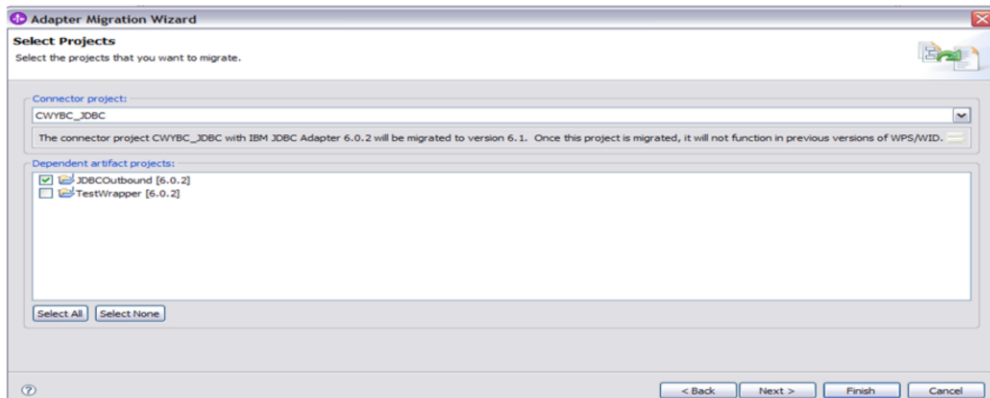 Adapter Migration Wizard
Select Projects
Select the projects that you want to migrate.
Connector project:
CWYBC_JDBC
The connector project CWYBC_JDBC with IBM JDBC Adapter 6.0.2 will be migrated to version 6.1. Once this project is migrated, it will not function in previous versions of WPS/WID.
Dependent artifact projects:
JDBCOutbound [6.0.2]
TestWrapper [6.0.2]
Select All Select None
< Back Next > Finish Cancel